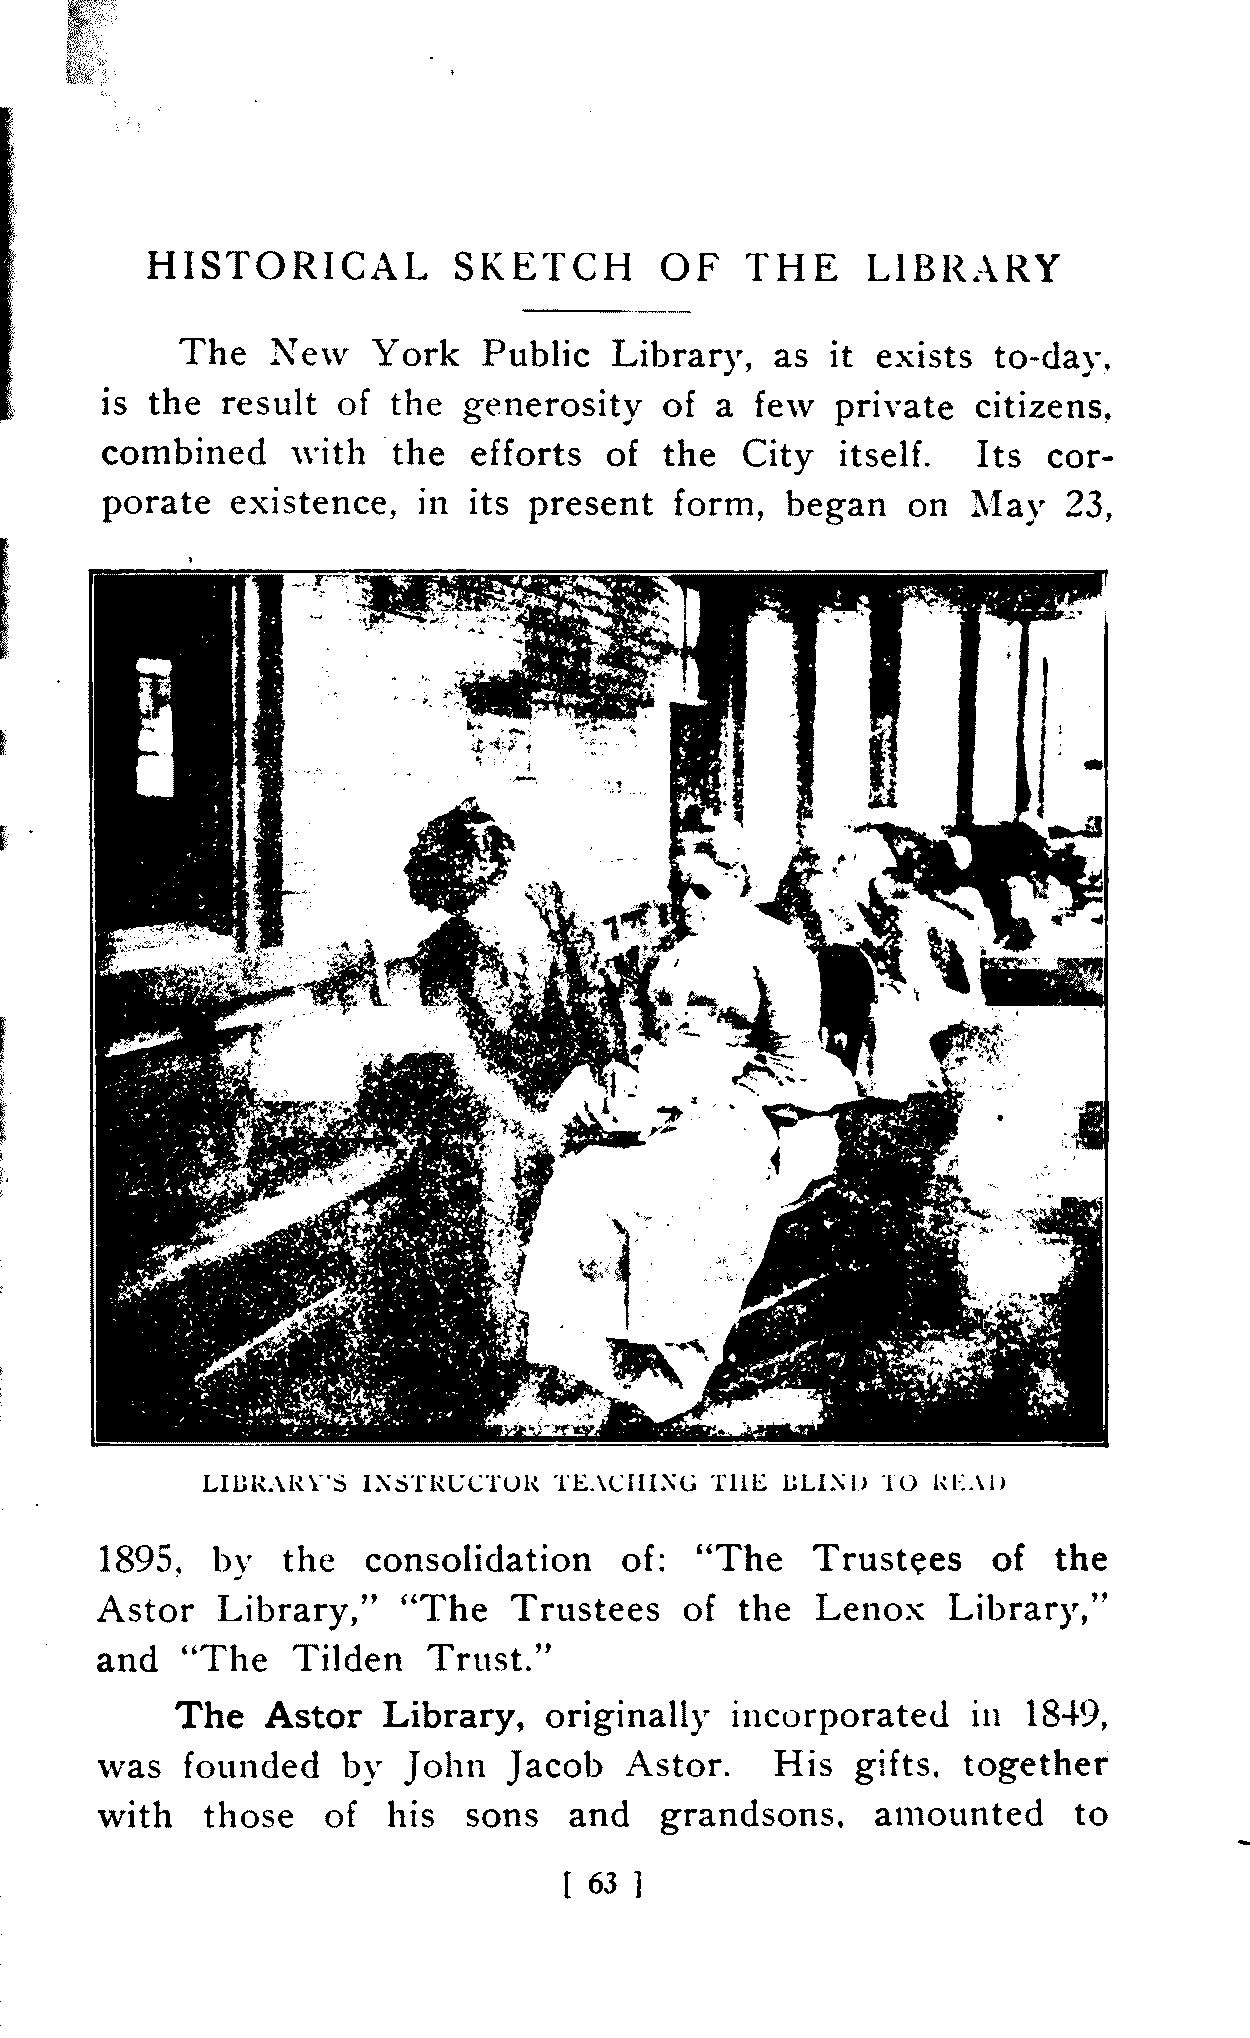 HISTORICAL SKETCH OF THE LIBRARY
The New York Public Library, as it exists to-day,
is the result of the generosity of a few private citizens,
combined with the efforts of the City itself. Its cor-
porate existence, in its present form, began on May 23,
LIBRARY'S INSTRUCTOR TEACHING THE BLIND TO READ
1895, by the consolidation of: “The Trustees of the
Astor Library,” “The Trustees of the Lenox Library,”
and “The Tilden Trust.”
The Astor Library, originally incorporated in 1849,
was founded by John Jacob Astor. His gifts, together
with those of his sons and grandsons, amounted to
[ 63 ]